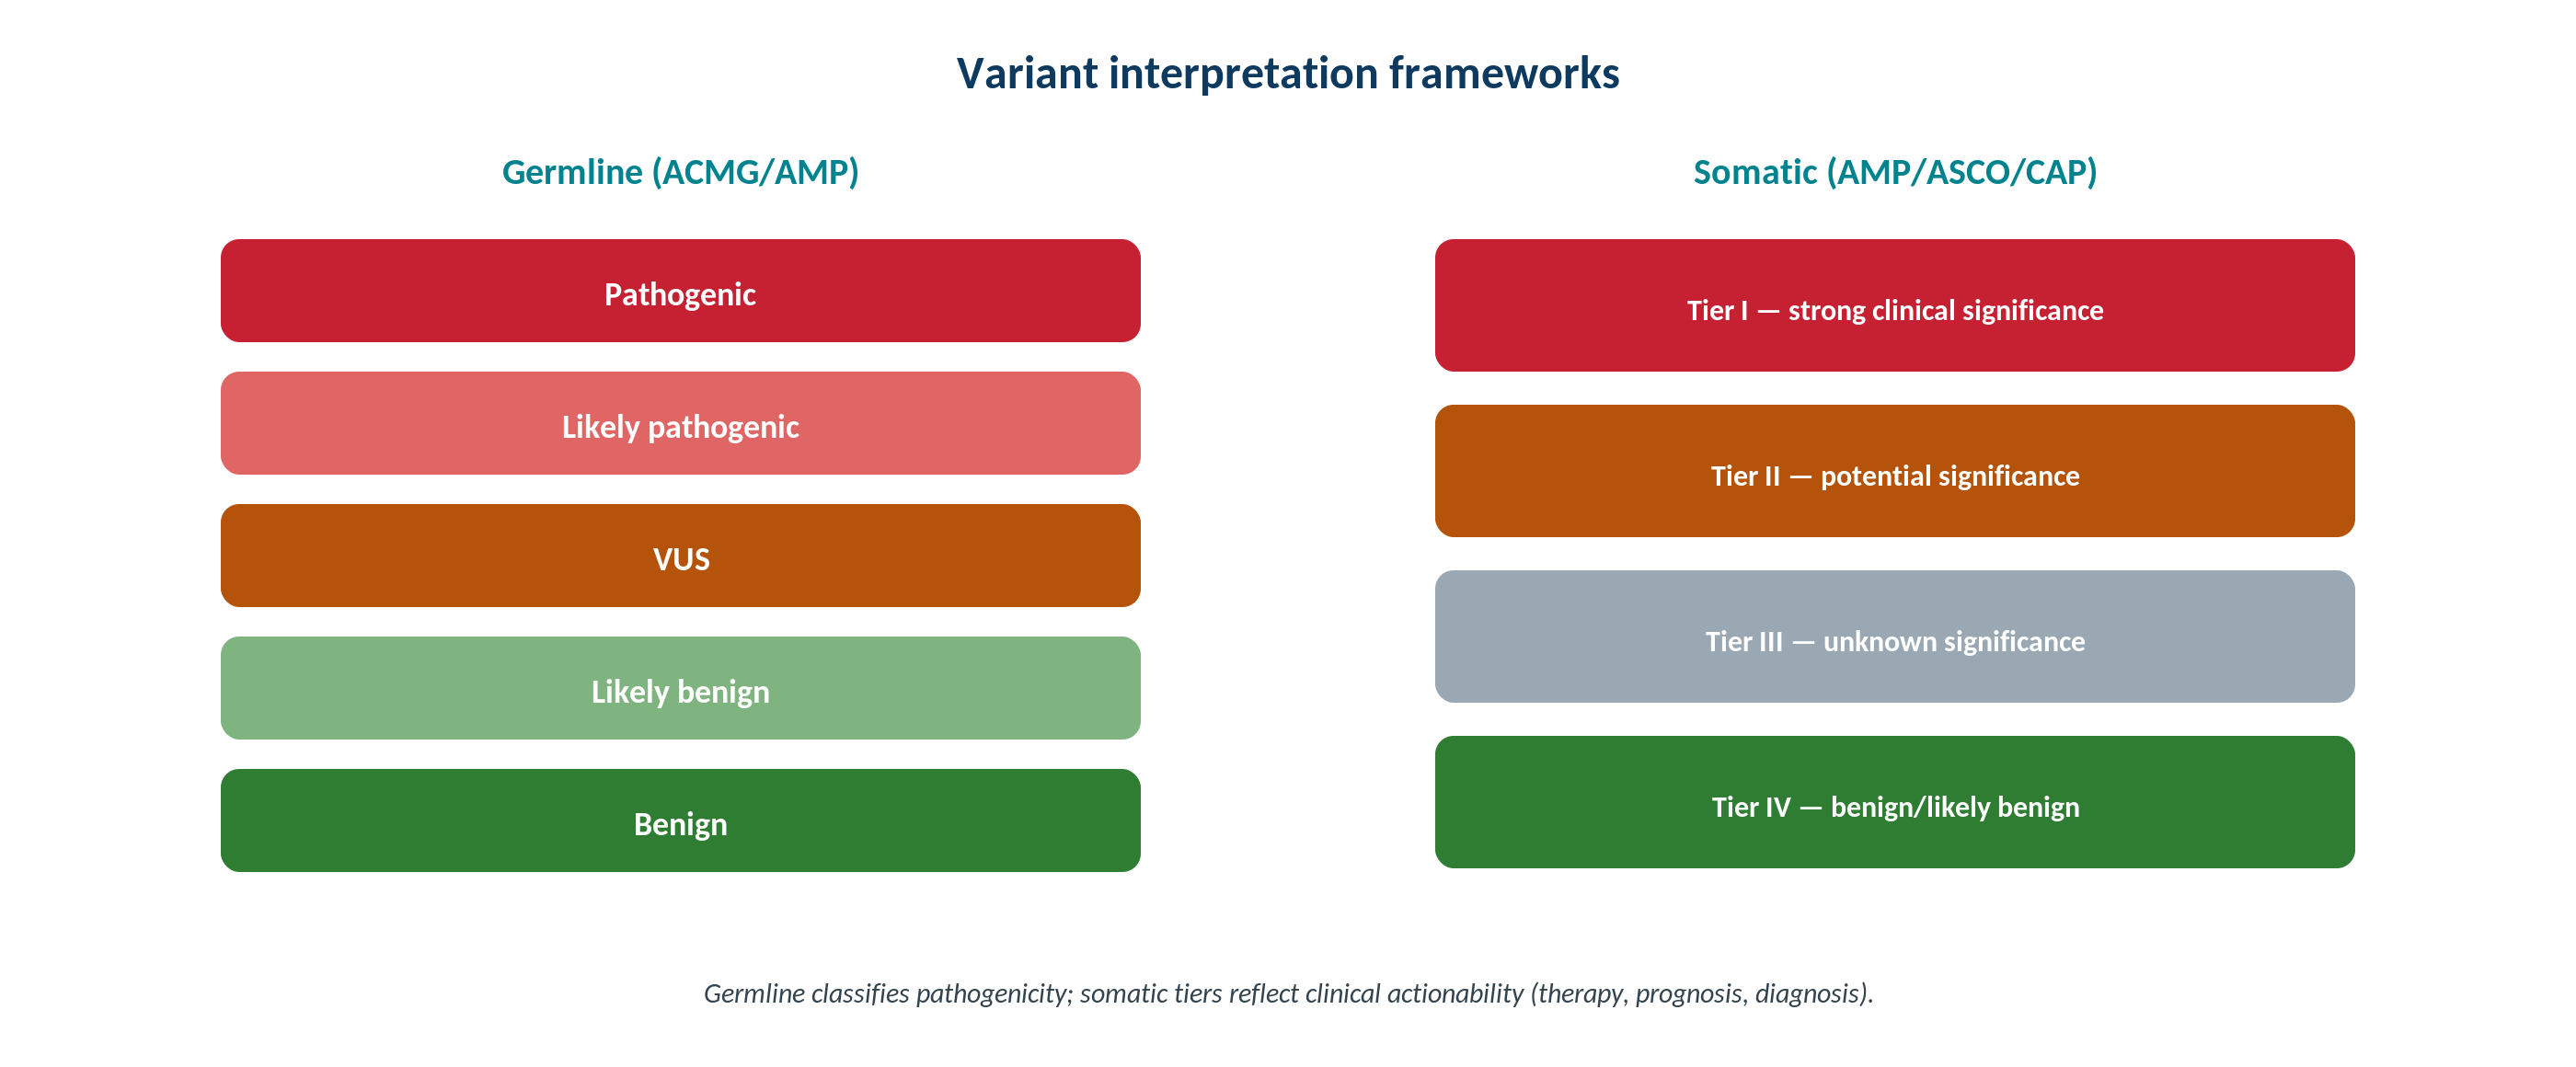 Variant interpretation frameworks
Germline (ACMG/AMP)
Pathogenic
Likely pathogenic
VUS
Likely benign
Benign
Somatic (AMP/ASCO/CAP)
Tier I — strong clinical significance
Tier II — potential significance
Tier III — unknown significance
Tier IV — benign/likely benign
Germline classifies pathogenicity; somatic tiers reflect clinical actionability (therapy, prognosis, diagnosis).